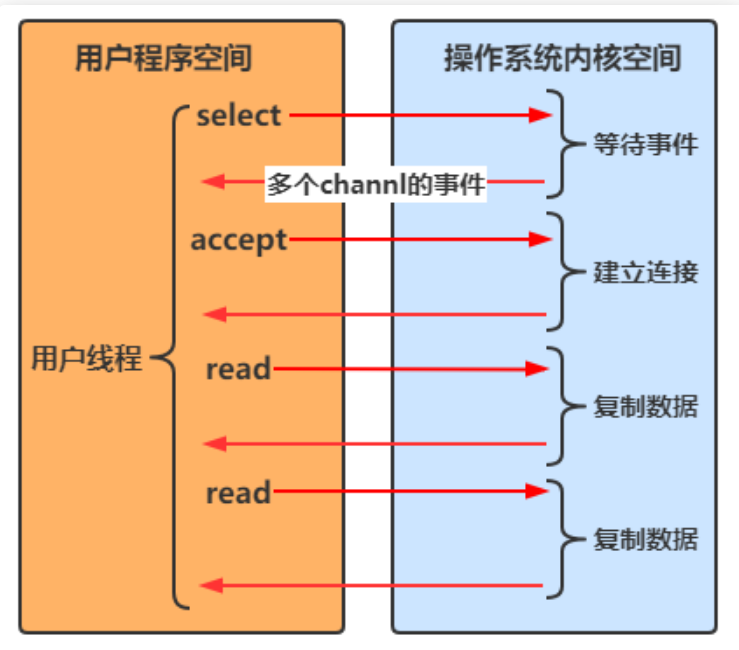 用户程序空间
操作系统内核空间
select
等待事件
多个channl的事件
accept
建立连接
用户线程
read
复制数据
read
复制数据